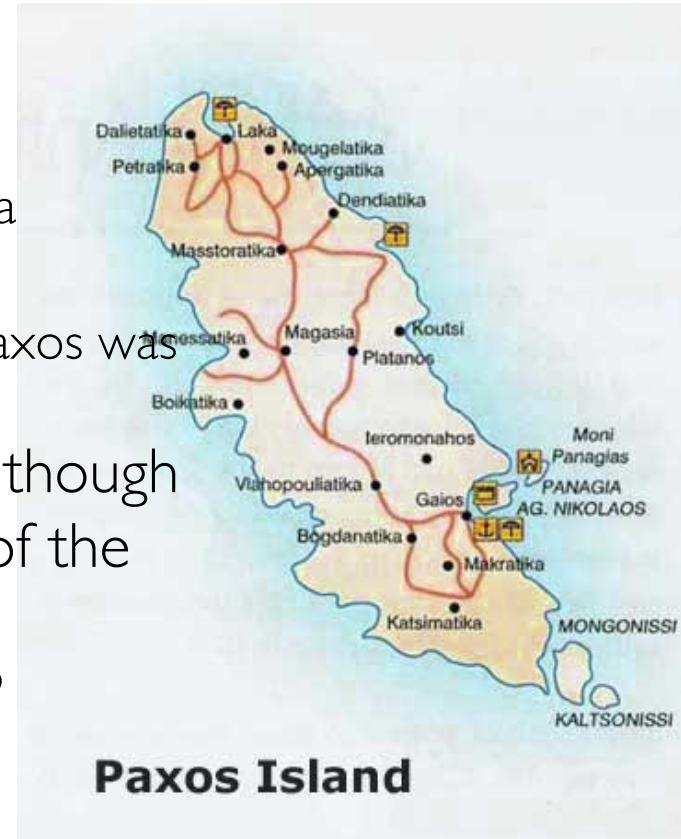 Dalietatika
Laka
Mougelatika
Petratika
Apergatika
a
Dendiatika
Masstoratika
axos was
Manessatika
Magasia
Koutsi
Platanos
Boikatika
though
Ieromonahos
Moni
Panagias
Vlahopouliatika
Gaios
PANAGIA
AG. NIKOLAOS
of the
Bogdanatika
Makratika
Katsimatika
MONGONISSI
KALTSONISSI
Paxos Island